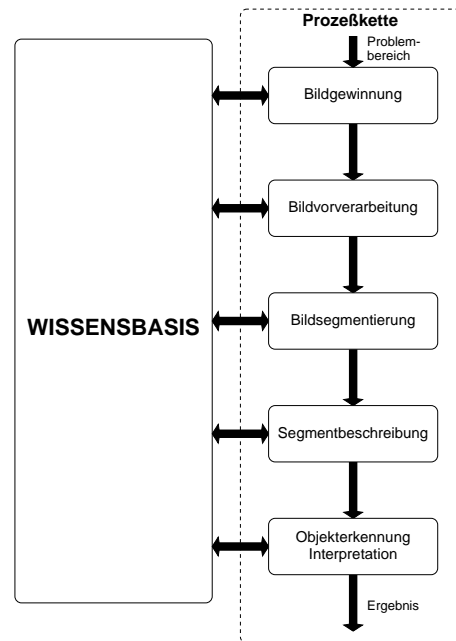 Prozeßkette
Problem-
bereich
Bildgewinnung
Bildvorverarbeitung
WISSENSBASIS
Bildsegmentierung
Segmentbeschreibung
Objekterkennung
Interpretation
Ergebnis